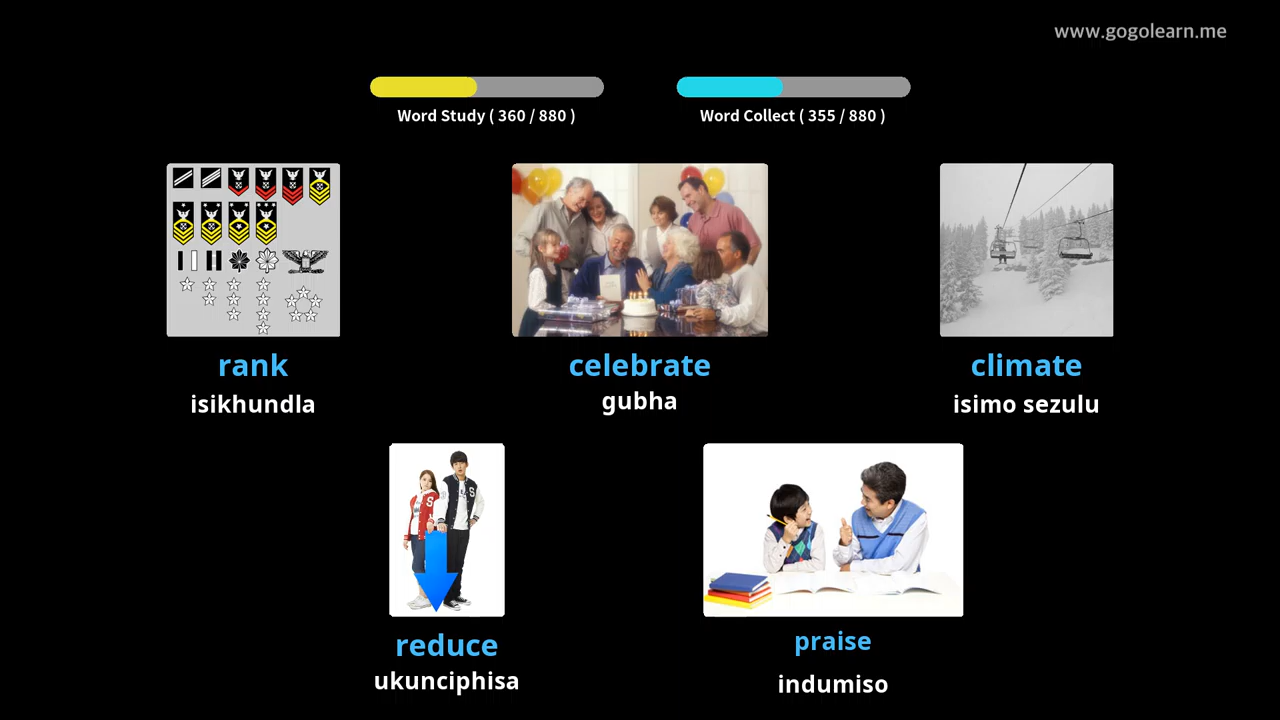 www.gogolearn.me
Word Study ( 360 / 880 )
Word Collect ( 355 / 880 )
rank
isikhundla
celebrate
gubha
climate
isimo sezulu
reduce
ukunciphisa
praise
indumiso